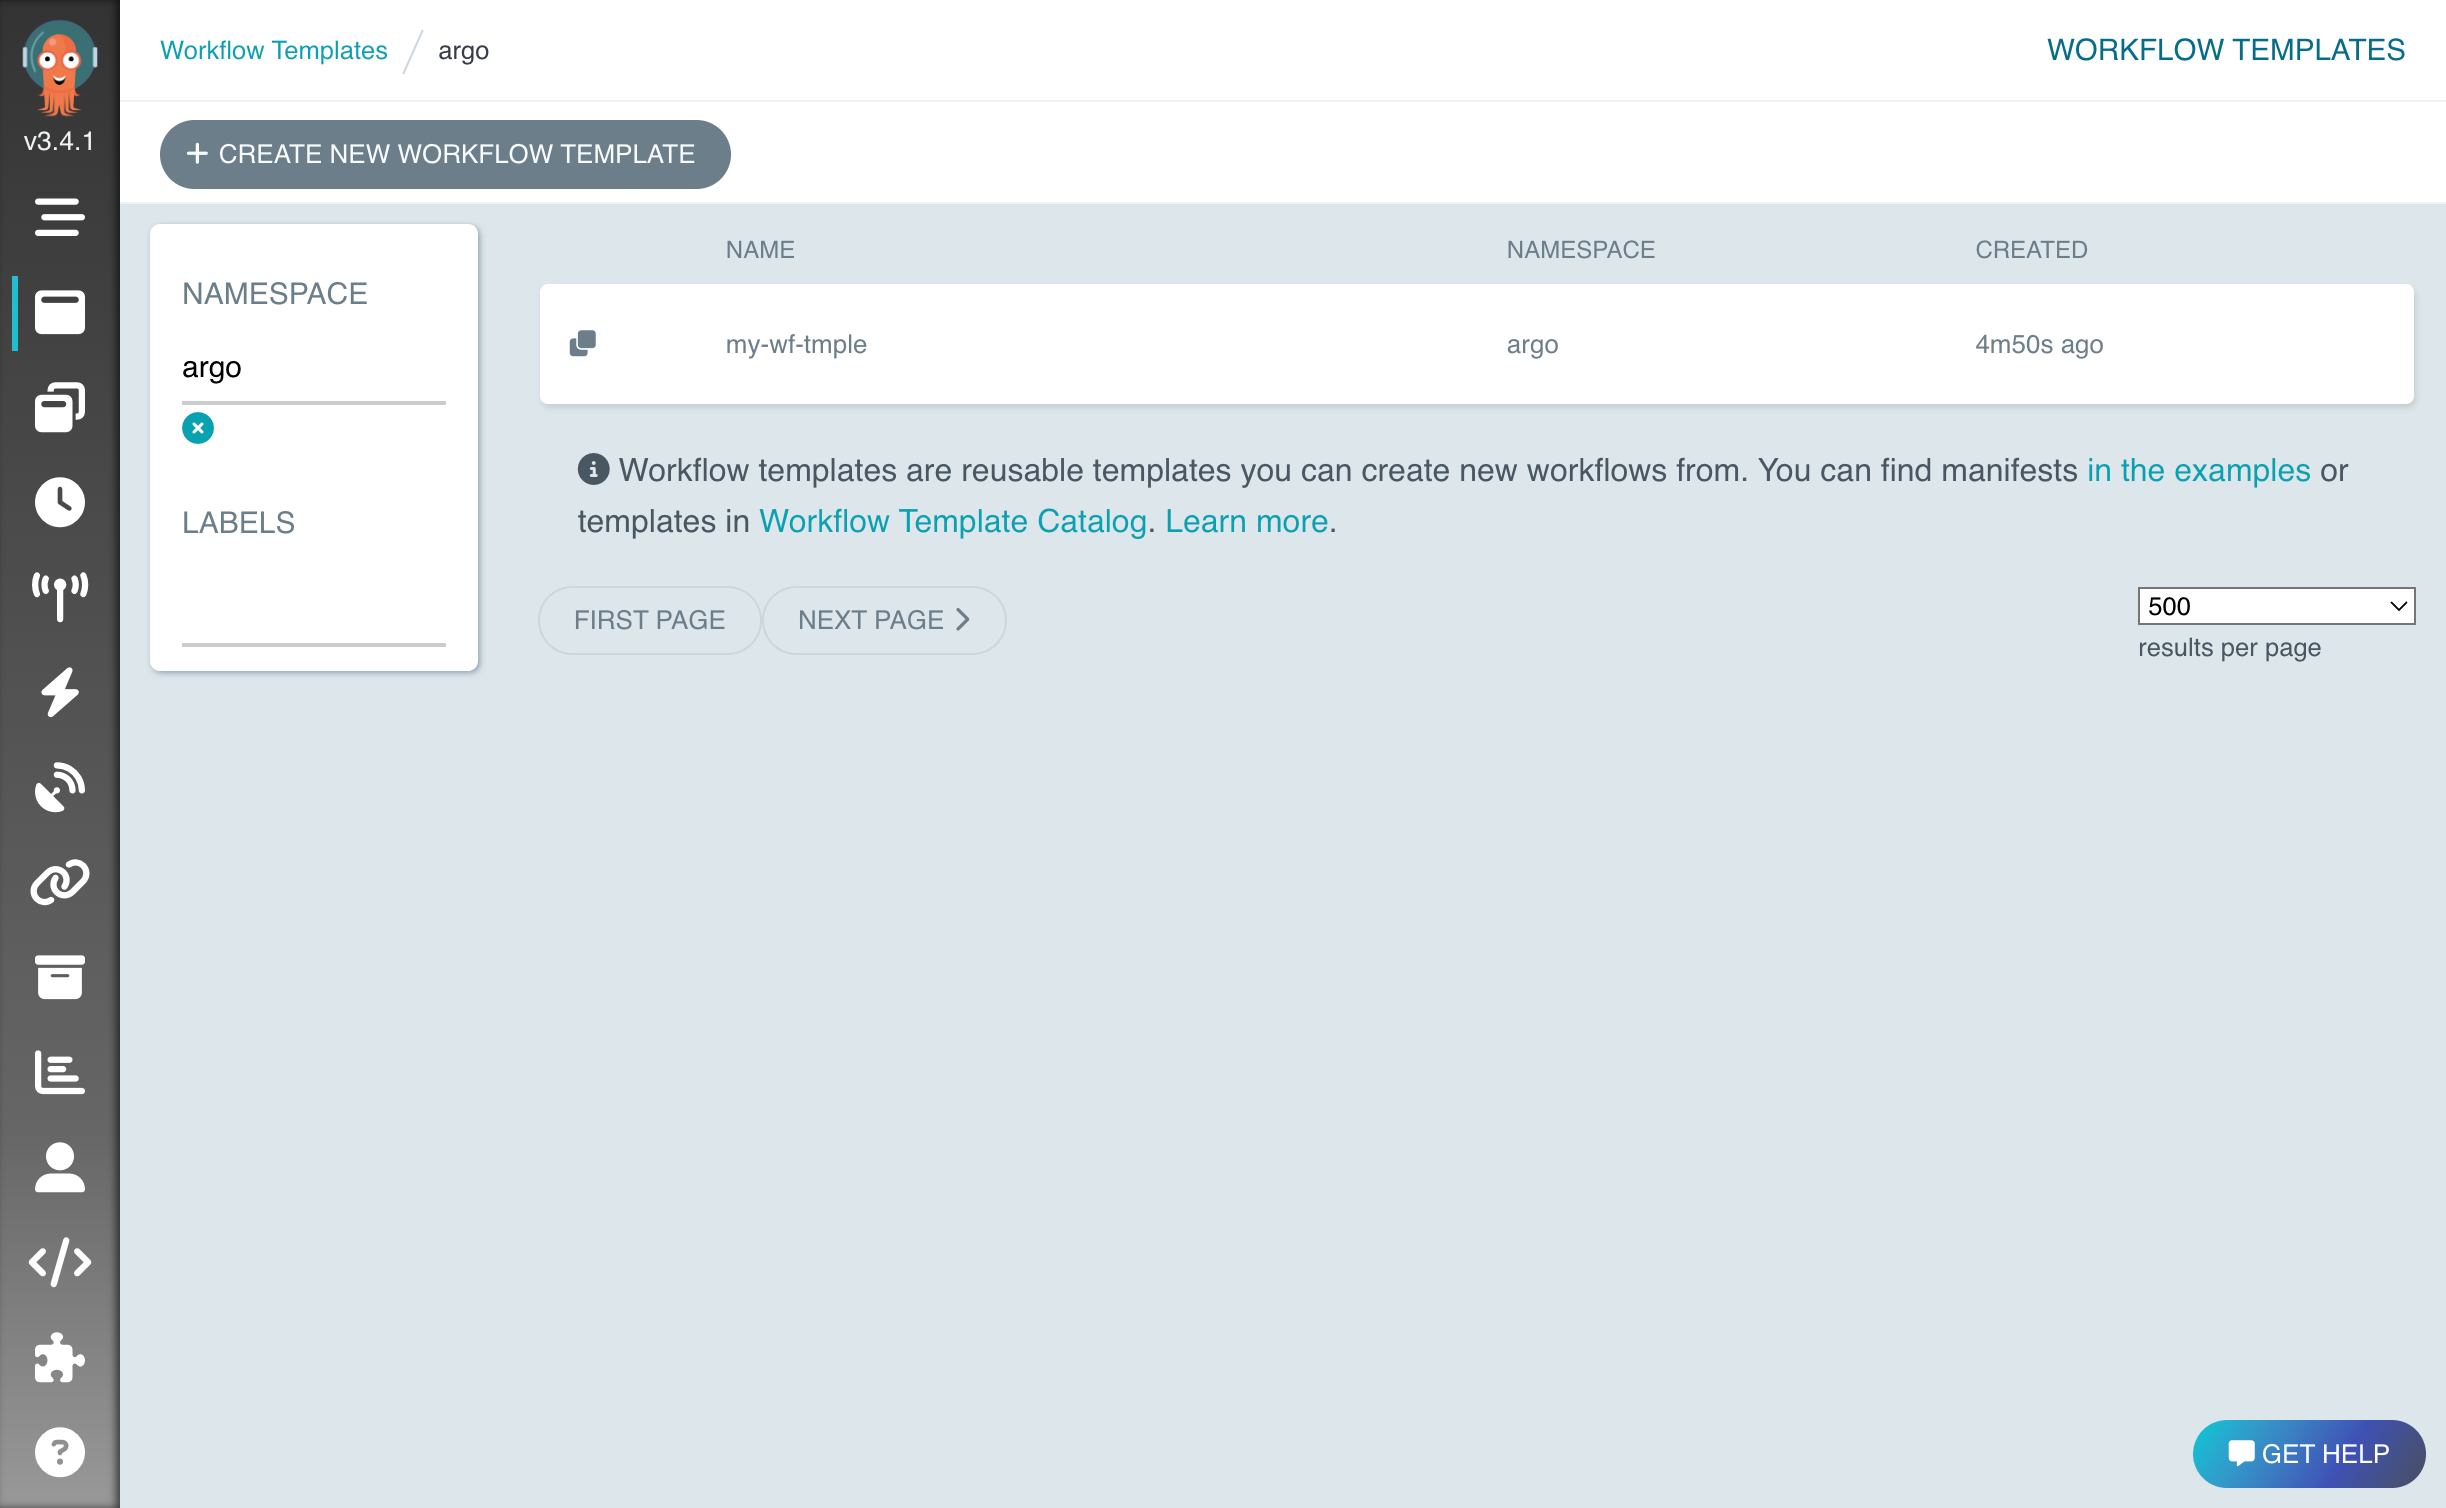 Workflow Templates / argo
WORKFLOW TEMPLATES
v3.4.1
+ CREATE NEW WORKFLOW TEMPLATE
NAMESPACE
argo
LABELS
NAME NAMESPACE CREATED
my-wf-tmple argo 4m50s ago
Workflow templates are reusable templates you can create new workflows from. You can find manifests in the examples or
templates in Workflow Template Catalog. Learn more.
FIRST PAGE NEXT PAGE
500
results per page
GET HELP